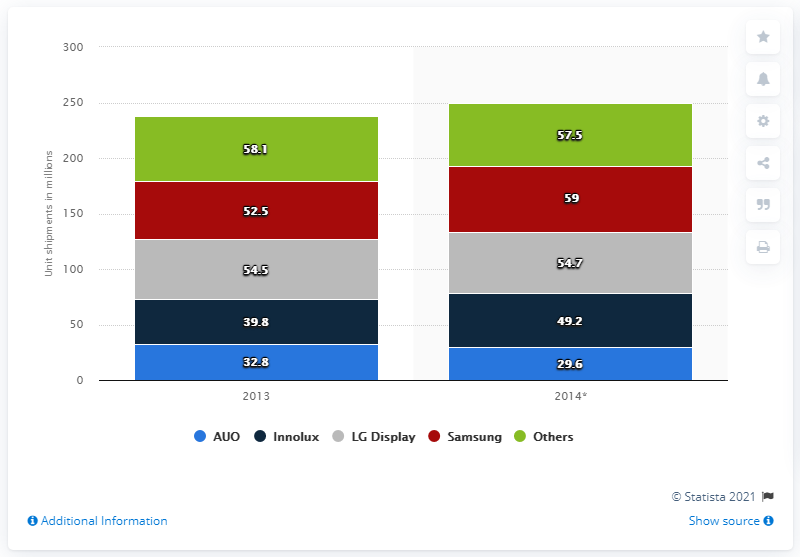 300
250
200
150
100
50
0
Unit shipments in millions
58.1
52.5
54.5
39.8
32.8
57.5
59
54.7
49.2
29.6
2013
2014*
AUO
Innolux
LG Display
Samsung
Others
© Statista 2021
Additional Information
Show source